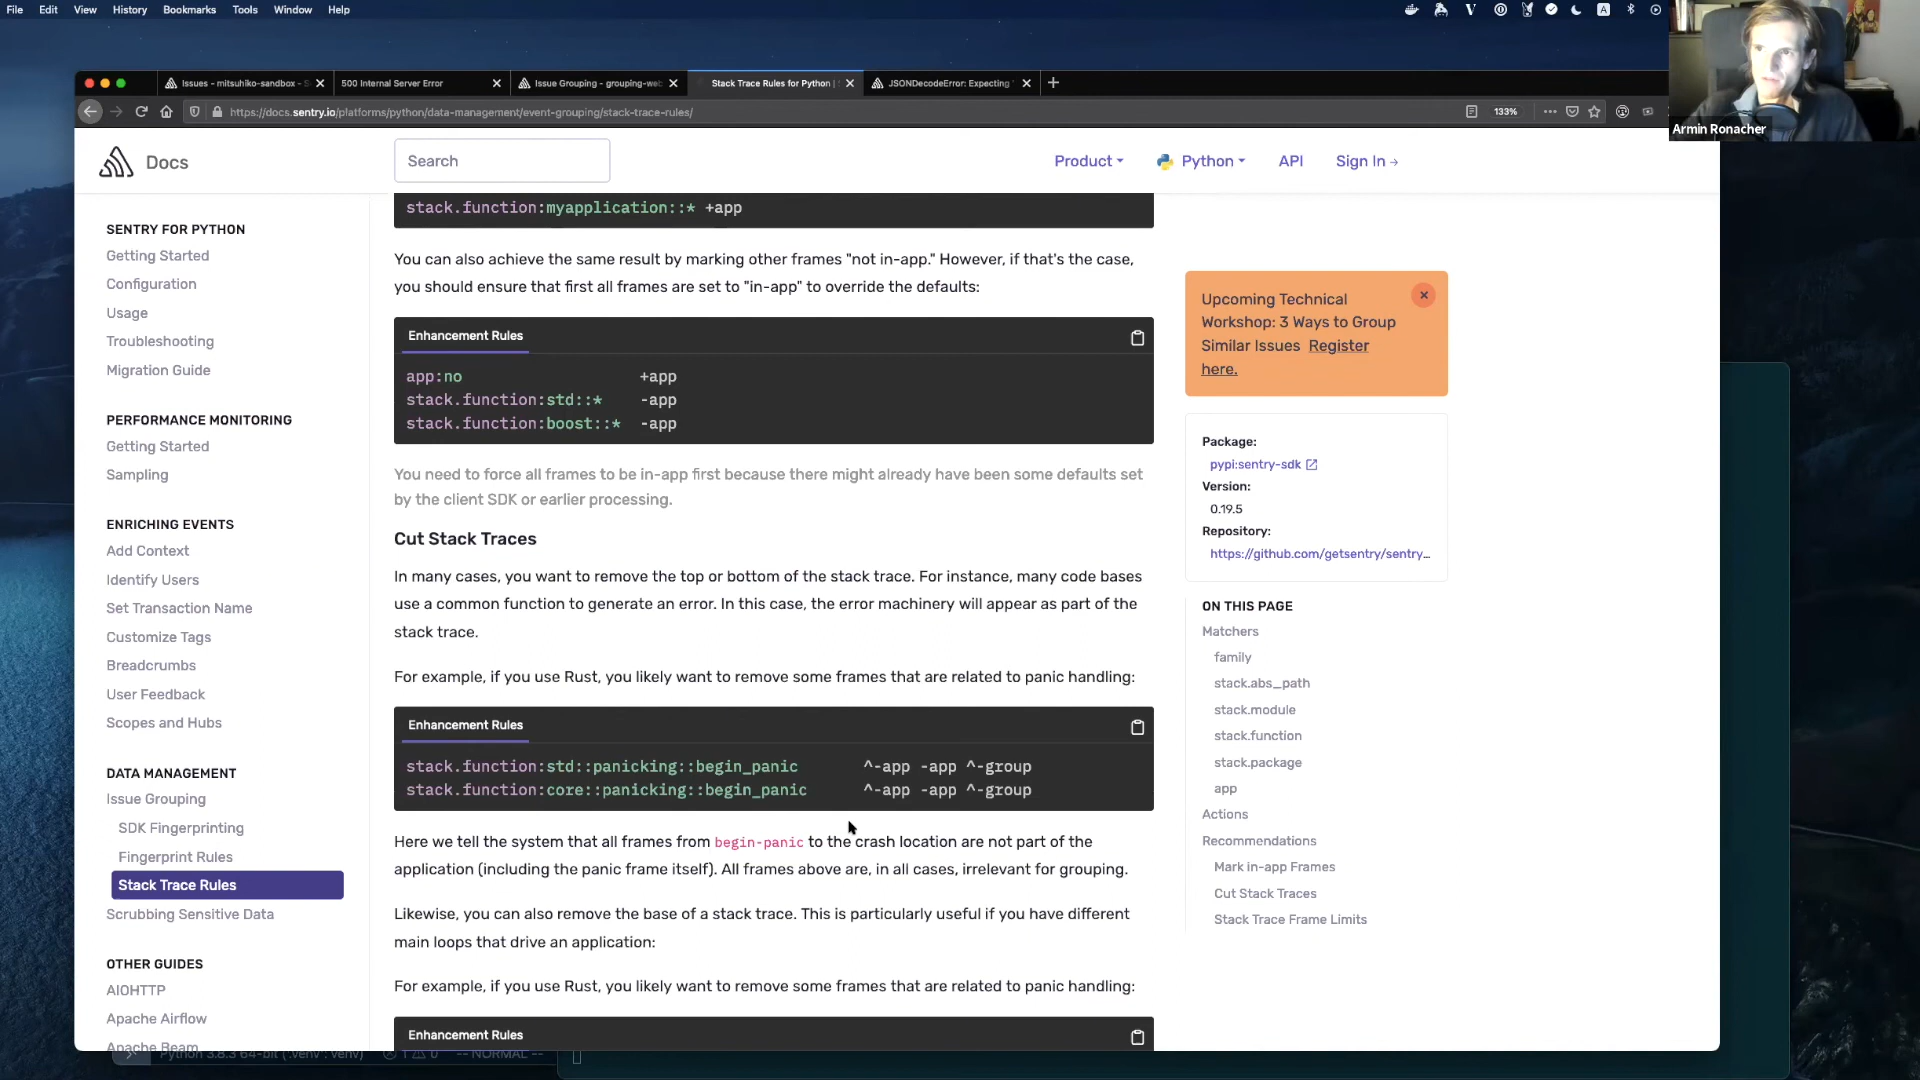 File Edit View History Bookmarks Tools Window Help
Armin Ronacher
Issues - mitsuhiko-sandbox - S
500 Internal Server Error
Issue Grouping - grouping-web
Stack Trace Rules for Python |
JSONDecodeError: Expecting
https://docs.sentry.io/platforms/python/data-management/event-grouping/stack-trace-rules/
133%
Docs
Search
Product
Python
API
Sign In
SENTRY FOR PYTHON
Getting Started
Configuration
Usage
Troubleshooting
Migration Guide
PERFORMANCE MONITORING
Getting Started
Sampling
ENRICHING EVENTS
Add Context
Identify Users
Set Transaction Name
Customize Tags
Breadcrumbs
User Feedback
Scopes and Hubs
DATA MANAGEMENT
Issue Grouping
SDK Fingerprinting
Fingerprint Rules
Stack Trace Rules
Scrubbing Sensitive Data
OTHER GUIDES
AIOHTTP
Apache Airflow
Apache Beam
stack.function:myapplication::* +app
You can also achieve the same result by marking other frames "not in-app." However, if that's the case,
you should ensure that first all frames are set to "in-app" to override the defaults:
Enhancement Rules
app:no +app
stack.function:std::* -app
stack.function:boost::* -app
You need to force all frames to be in-app first because there might already have been some defaults set
by the client SDK or earlier processing.
Cut Stack Traces
In many cases, you want to remove the top or bottom of the stack trace. For instance, many code bases
use a common function to generate an error. In this case, the error machinery will appear as part of the
stack trace.
For example, if you use Rust, you likely want to remove some frames that are related to panic handling:
Enhancement Rules
stack.function:std::panicking::begin_panic ^-app -app ^-group
stack.function:core::panicking::begin_panic ^-app -app ^-group
Here we tell the system that all frames from begin-panic to the crash location are not part of the
application (including the panic frame itself). All frames above are, in all cases, irrelevant for grouping.
Likewise, you can also remove the base of a stack trace. This is particularly useful if you have different
main loops that drive an application:
For example, if you use Rust, you likely want to remove some frames that are related to panic handling:
Enhancement Rules
Upcoming Technical
Workshop: 3 Ways to Group
Similar Issues Register
here.
Package:
pypi:sentry-sdk
Version:
0.19.5
Repository:
https://github.com/getsentry/sentry…
ON THIS PAGE
Matchers
family
stack.abs_path
stack.module
stack.function
stack.package
app
Actions
Recommendations
Mark in-app Frames
Cut Stack Traces
Stack Trace Frame Limits
Python 3.8.3 64-bit ('.venv': venv) 1 0 -- NORMAL --